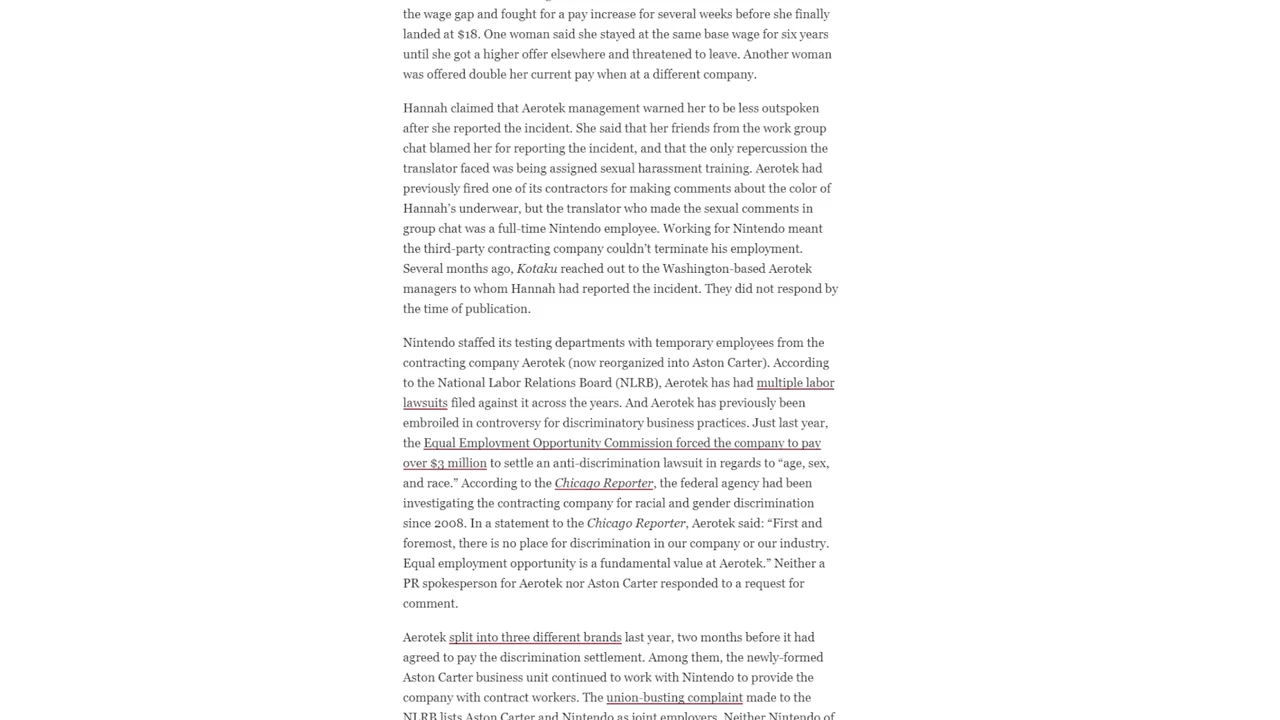 the wage gap and fought for a pay increase for several weeks before she finally
landed at $18. One woman said she stayed at the same base wage for six years
until she got a higher offer elsewhere and threatened to leave. Another woman
was offered double her current pay when at a different company.
Hannah claimed that Aerotek management warned her to be less outspoken
after she reported the incident. She said that her friends from the work group
chat blamed her for reporting the incident, and that the only repercussion the
translator faced was being assigned sexual harassment training. Aerotek had
previously fired one of its contractors for making comments about the color of
Hannah’s underwear, but the translator who made the sexual comments in
group chat was a full-time Nintendo employee. Working for Nintendo meant
the third-party contracting company couldn’t terminate his employment.
Several months ago, Kotaku reached out to the Washington-based Aerotek
managers to whom Hannah had reported the incident. They did not respond by
the time of publication.
Nintendo staffed its testing departments with temporary employees from the
contracting company Aerotek (now reorganized into Aston Carter). According
to the National Labor Relations Board (NLRB), Aerotek has had multiple labor
lawsuits filed against it across the years. And Aerotek has previously been
embroiled in controversy for discriminatory business practices. Just last year,
the Equal Employment Opportunity Commission forced the company to pay
over $3 million to settle an anti-discrimination lawsuit in regards to “age, sex,
and race.” According to the Chicago Reporter, the federal agency had been
investigating the contracting company for racial and gender discrimination
since 2008. In a statement to the Chicago Reporter, Aerotek said: “First and
foremost, there is no place for discrimination in our company or our industry.
Equal employment opportunity is a fundamental value at Aerotek.” Neither a
PR spokesperson for Aerotek nor Aston Carter responded to a request for
comment.
Aerotek split into three different brands last year, two months before it had
agreed to pay the discrimination settlement. Among them, the newly-formed
Aston Carter business unit continued to work with Nintendo to provide the
company with contract workers. The union-busting complaint made to the
NLRB lists Aston Carter and Nintendo as joint employers. Neither Nintendo of